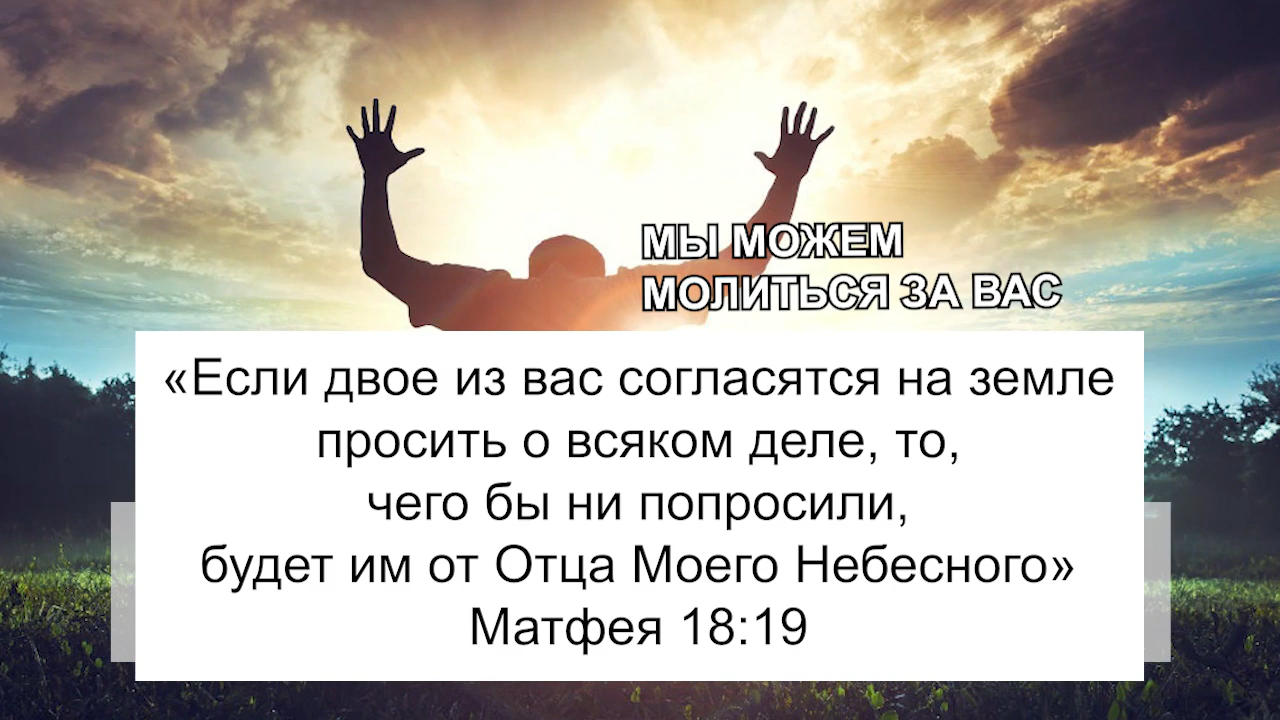 МЫ МОЖЕМ
МОЛИТЬСЯ ЗА ВАС
«Если двое из вас согласятся на земле
просить о всяком деле, то,
чего бы ни попросили,
будет им от Отца Моего Небесного»
Матфея 18:19